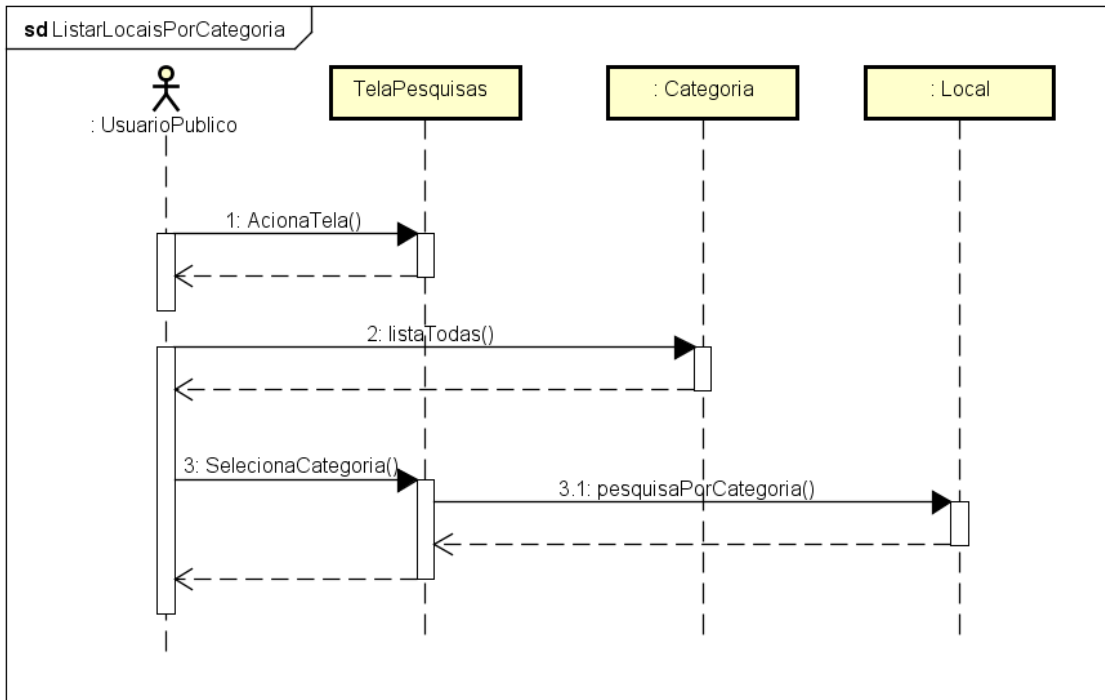 sd ListarLocaisPorCategoria
: UsuarioPublico
TelaPesquisas
: Categoria
: Local
1: AcionaTela()
2: listaTodas()
3: SelecionaCategoria()
3.1: pesquisaPorCategoria()